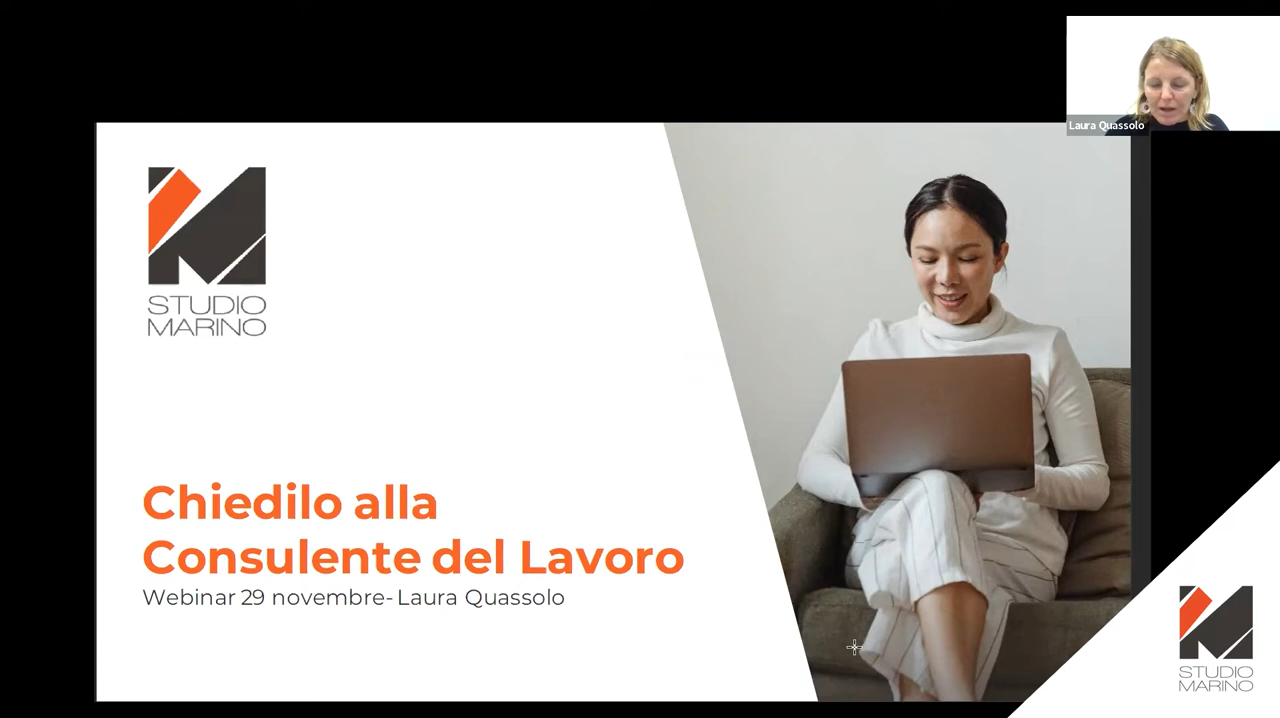 Laura Quassolo
STUDIO
MARINO
Chiedilo alla
Consulente del Lavoro
Webinar 29 novembre- Laura Quassolo
STUDIO
MARINO